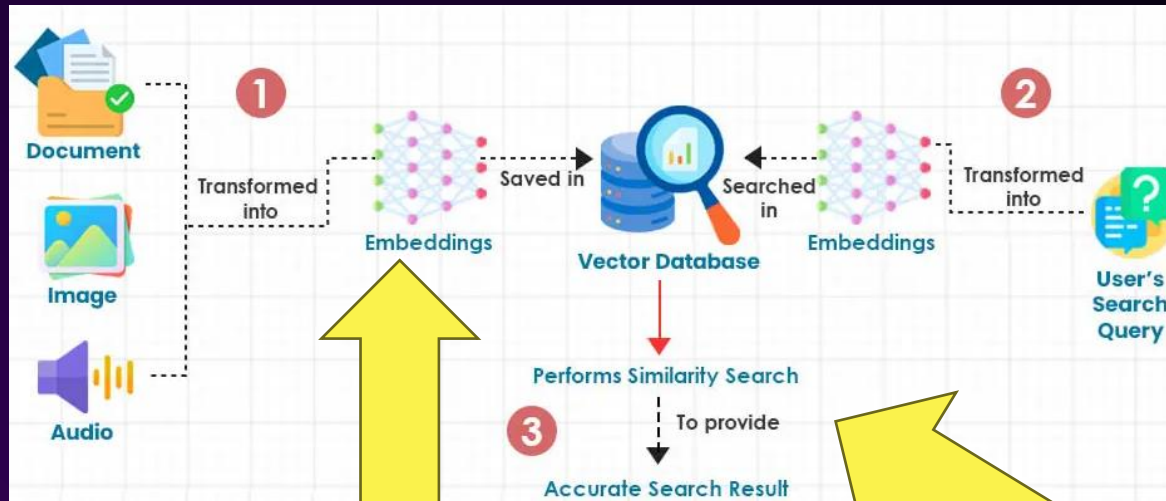 1
2
Document
Transformed
into
Image
Audio
Embeddings
Saved in
Vector Database
Searched
in
Embeddings
Transformed
into
User's
Search
Query
Performs Similarity Search
3
To provide
Accurate Search Result